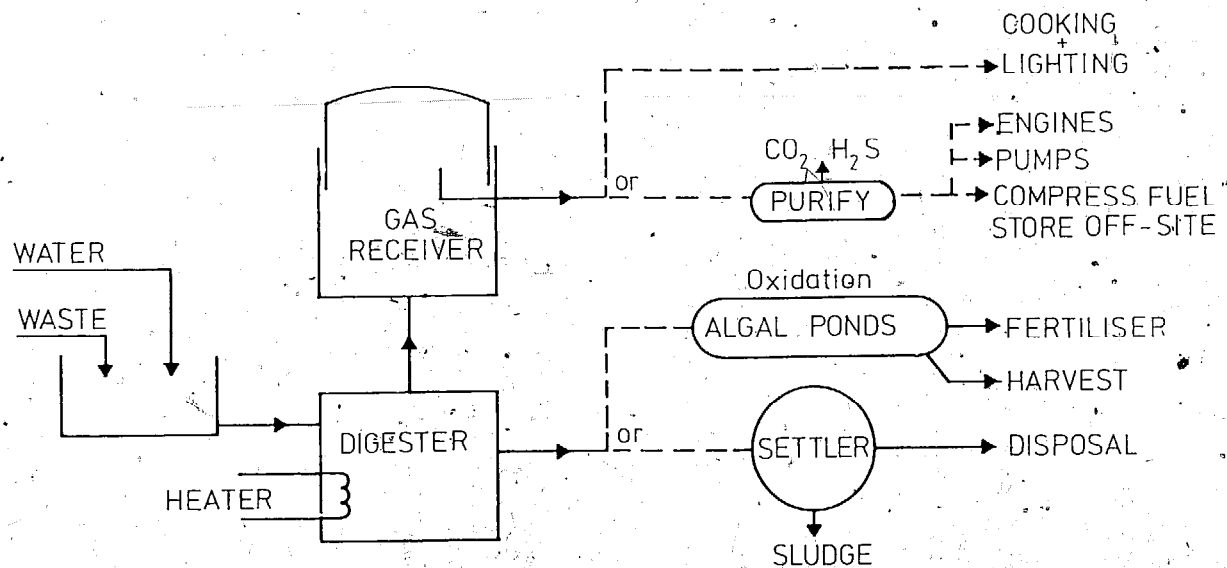 COOKING
+
LIGHTING
ENGINES
CO2 H2S
PUMPS
or
PURIFY
COMPRESS FUEL
STORE OFF-SITE
GAS
RECEIVER
WATER
WASTE
Oxidation
ALGAL PONDS
FERTILISER
HARVEST
DIGESTER
or
SETTLER
DISPOSAL
HEATER
SLUDGE